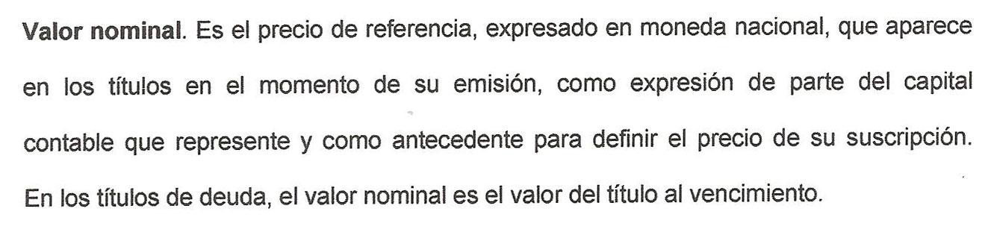 Valor nominal. Es el precio de referencia, expresado en moneda nacional, que aparece
en los títulos en el momento de su emisión, como expresión de parte del capital
contable que represente y como antecedente para definir el precio de su suscripción.
En los títulos de deuda, el valor nominal es el valor del título al vencimiento.